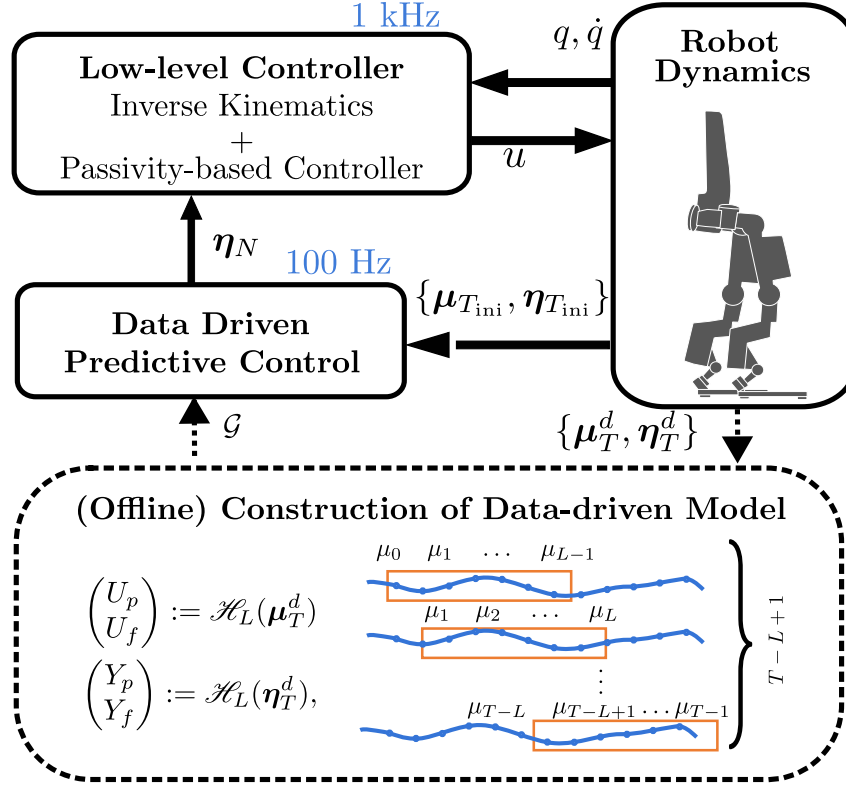 1 kHz
Low-level Controller
Inverse Kinematics
+
Passivity-based Controller
q, q̇
u
Robot
Dynamics
η_N
100 Hz
Data Driven
Predictive Control
{μ_{T_ini}, η_{T_ini}}
𝒢
{μ_T^d, η_T^d}
(Offline) Construction of Data-driven Model
(U_p U_f) := ℋ_L(μ_T^d)
(Y_p Y_f) := ℋ_L(η_T^d),
μ_0 μ_1 ... μ_{L−1}
μ_1 μ_2 ... μ_L
⋮
μ_{T−L} μ_{T−L+1} ... μ_{T−1}
T − L + 1